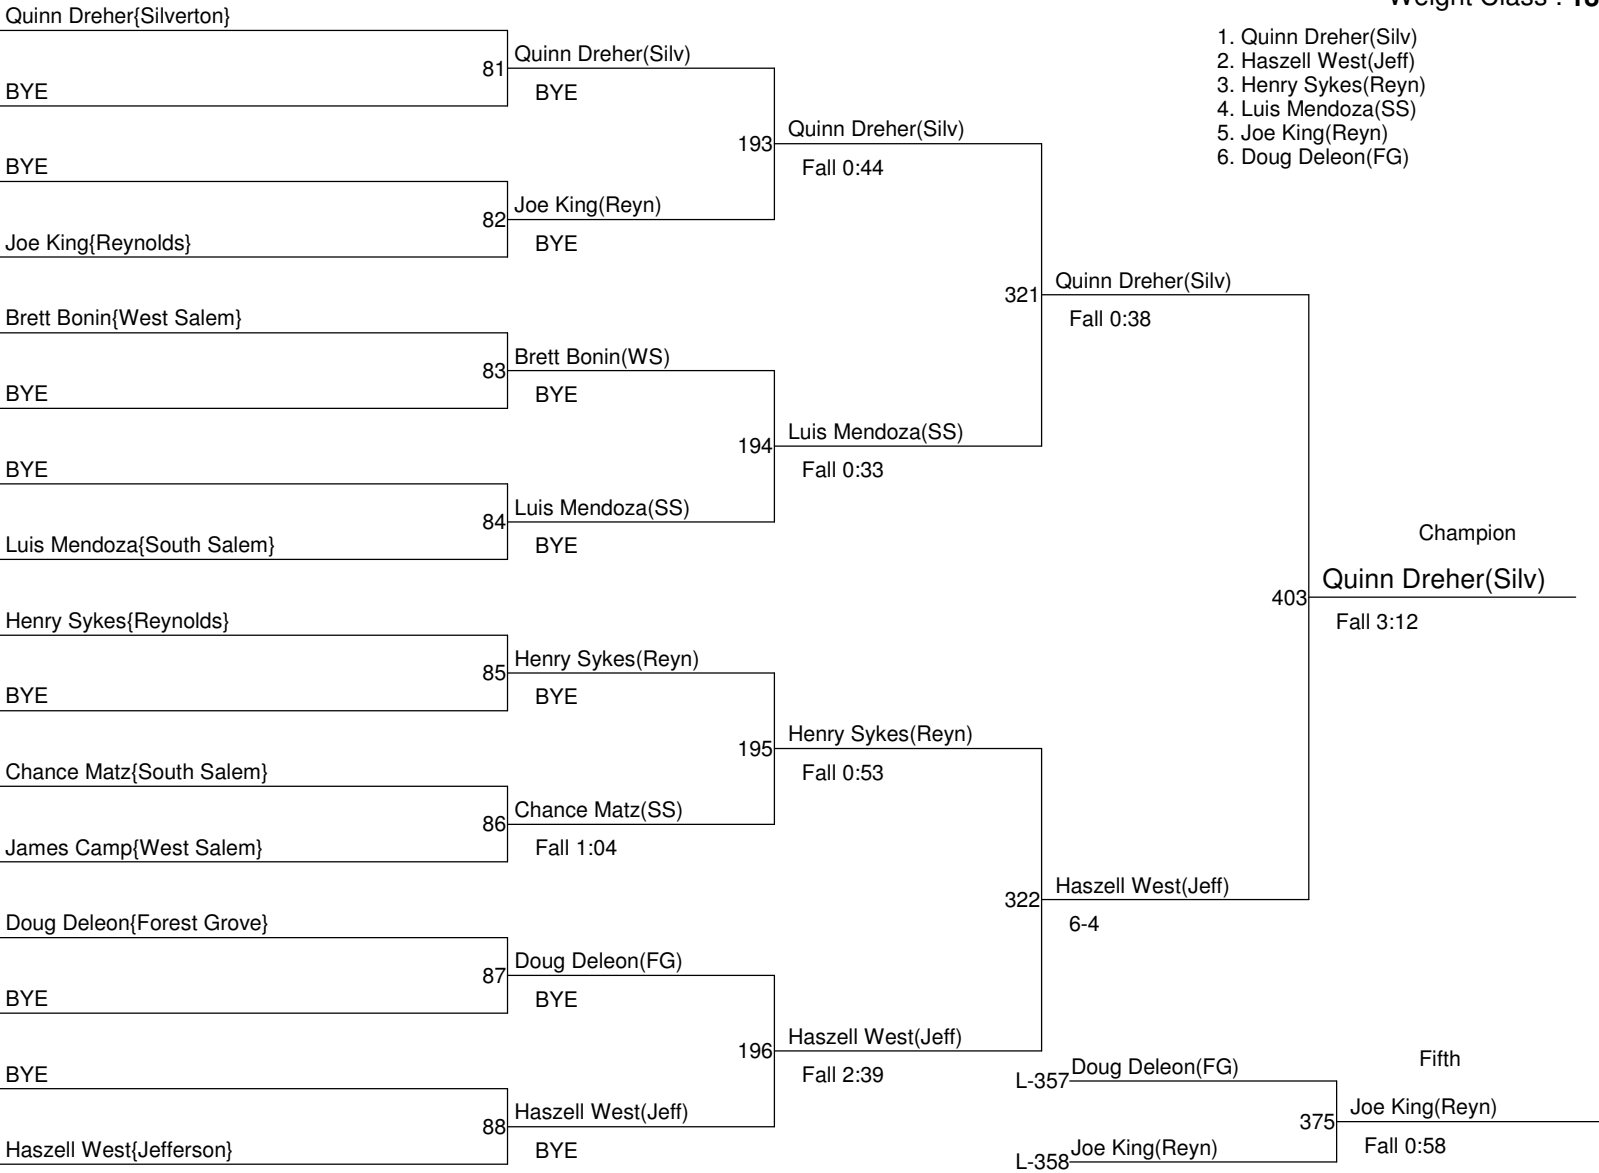 Weight Class :
1. Quinn Dreher(Silv)
2. Haszell West(Jeff)
3. Henry Sykes(Reyn)
4. Luis Mendoza(SS)
5. Joe King(Reyn)
6. Doug Deleon(FG)
Quinn Dreher{Silverton}
81 Quinn Dreher(Silv)
BYE
BYE
193 Quinn Dreher(Silv)
Fall 0:44
BYE
82 Joe King(Reyn)
BYE
Joe King{Reynolds}
321 Quinn Dreher(Silv)
Fall 0:38
Brett Bonin{West Salem}
83 Brett Bonin(WS)
BYE
BYE
194 Luis Mendoza(SS)
Fall 0:33
BYE
84 Luis Mendoza(SS)
BYE
Luis Mendoza{South Salem}
Champion
403 Quinn Dreher(Silv)
Fall 3:12
Henry Sykes{Reynolds}
85 Henry Sykes(Reyn)
BYE
BYE
195 Henry Sykes(Reyn)
Fall 0:53
Chance Matz{South Salem}
86 Chance Matz(SS)
Fall 1:04
James Camp{West Salem}
322 Haszell West(Jeff)
6-4
Doug Deleon{Forest Grove}
87 Doug Deleon(FG)
BYE
BYE
196 Haszell West(Jeff)
Fall 2:39
BYE
88 Haszell West(Jeff)
BYE
Haszell West{Jefferson}
Fifth
L-357 Doug Deleon(FG)
375 Joe King(Reyn)
Fall 0:58
L-358 Joe King(Reyn)